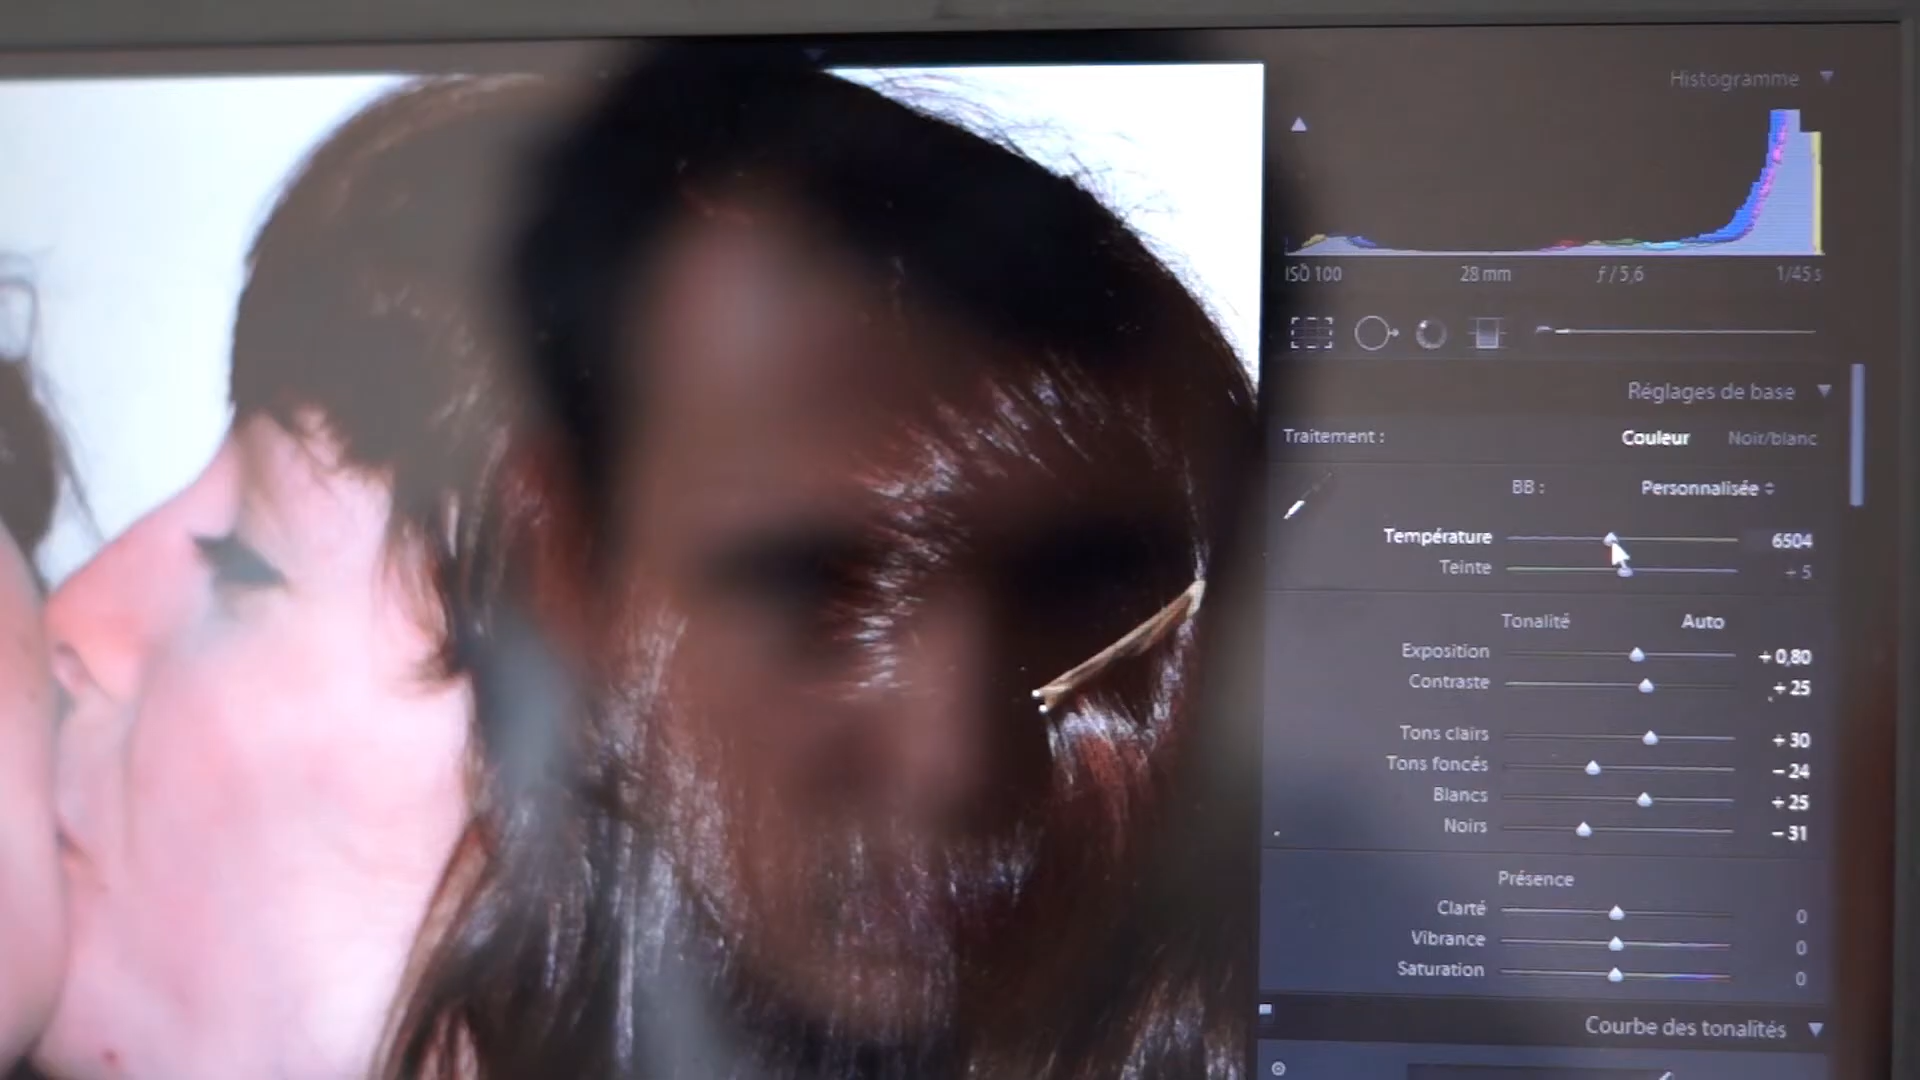 Histogramme
ISO 100 28 mm ƒ / 5,6 1/45 s
Réglages de base
Traitement : Couleur Noir/blanc
BB : Personnalisée
Température 6504
Teinte + 5
Tonalité Auto
Exposition + 0,80
Contraste + 25
Tons clairs + 30
Tons foncés − 24
Blancs + 25
Noirs − 31
Présence
Clarté 0
Vibrance 0
Saturation 0
Courbe des tonalités